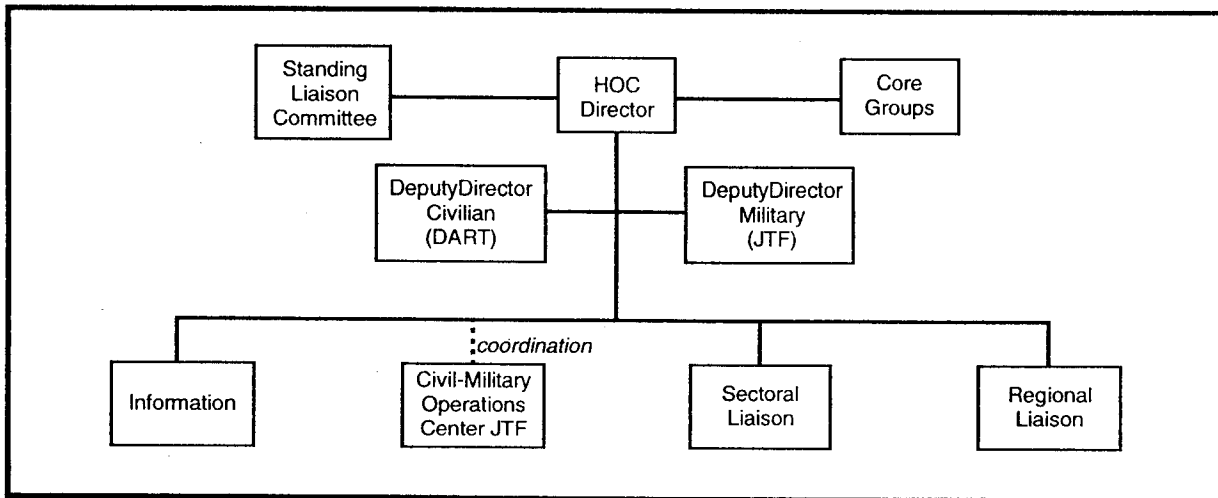 Standing
Liaison
Committee
HOC
Director
Core
Groups
DeputyDirector
Civilian
(DART)
DeputyDirector
Military
(JTF)
coordination
Information
Civil-Military
Operations
Center JTF
Sectoral
Liaison
Regional
Liaison